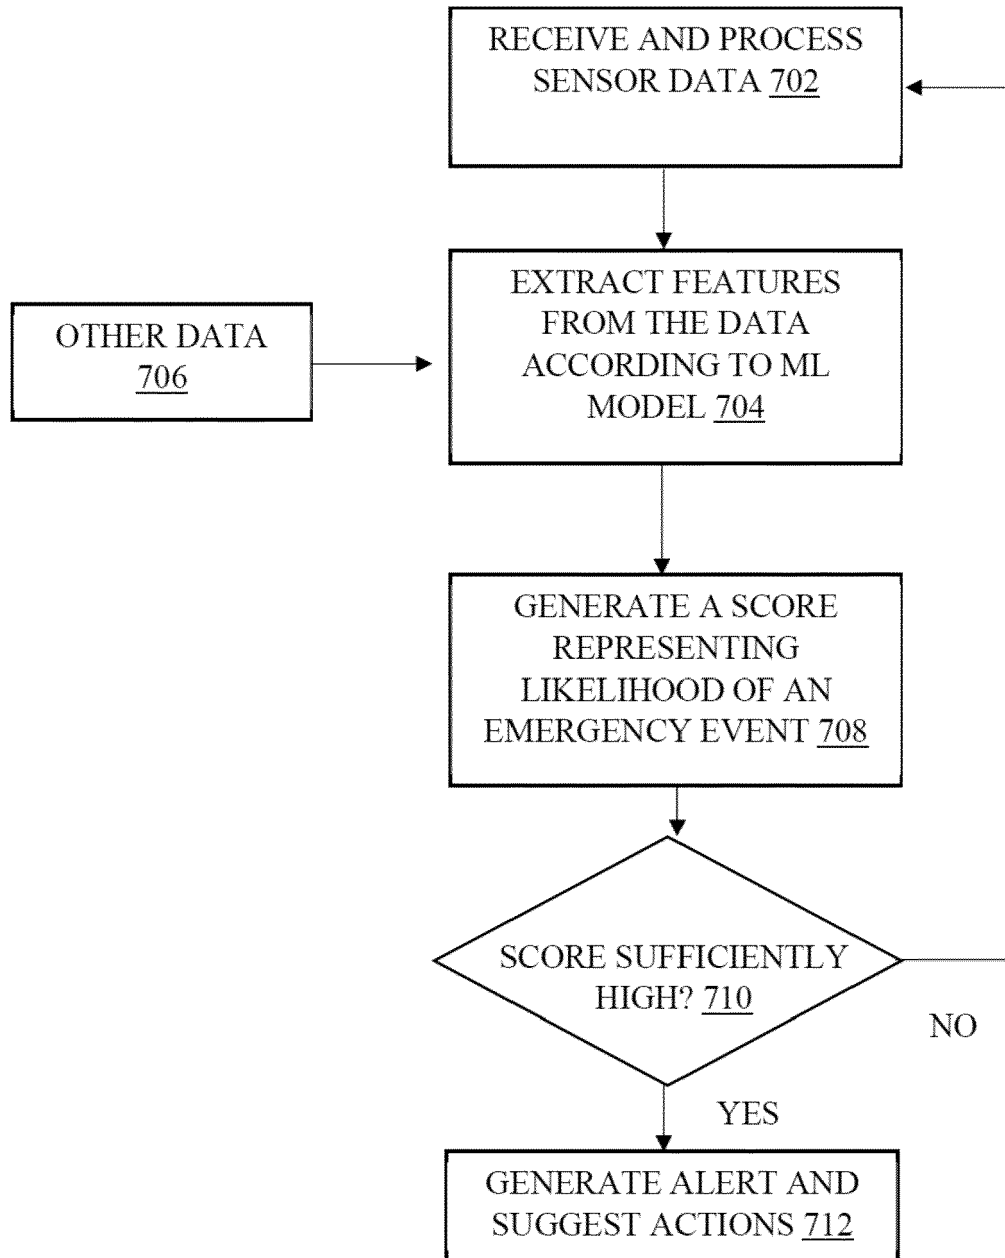 RECEIVE AND PROCESS
SENSOR DATA 702
EXTRACT FEATURES
FROM THE DATA
ACCORDING TO ML
MODEL 704
OTHER DATA
706
GENERATE A SCORE
REPRESENTING
LIKELIHOOD OF AN
EMERGENCY EVENT 708
SCORE SUFFICIENTLY
HIGH? 710
NO
YES
GENERATE ALERT AND
SUGGEST ACTIONS 712